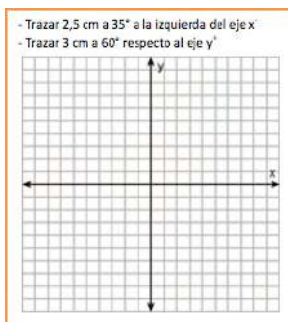 - Trazar 2,5 cm a 35° a la izquierda del eje x⁻
- Trazar 3 cm a 60° respecto al eje y⁺
y
x